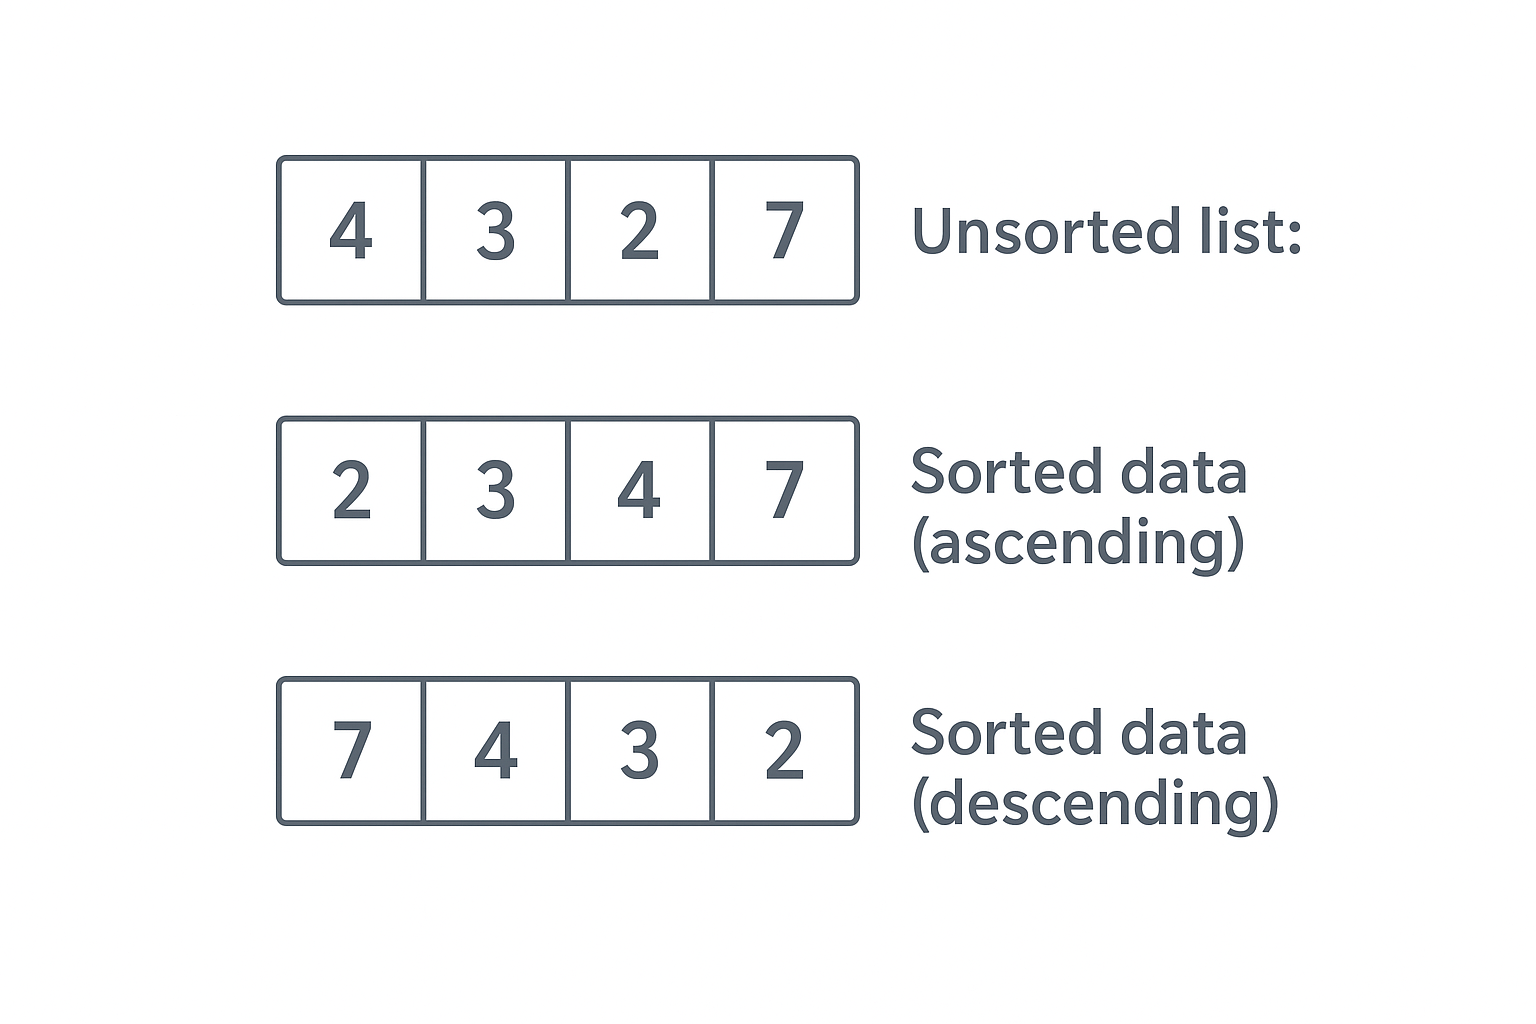 4 3 2 7 Unsorted list:
2 3 4 7 Sorted data
(ascending)
7 4 3 2 Sorted data
(descending)